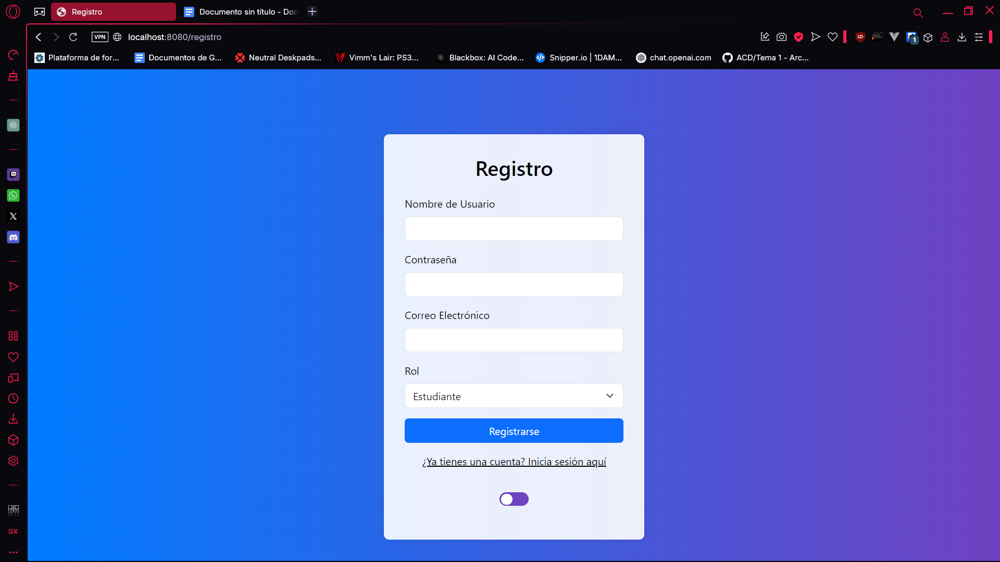 Registro
Documento sin título - Doc
VPN
localhost:8080/registro
1
Plataforma de for...
Documentos de G...
Neutral Deskpads...
Vimm's Lair: PS3...
Blackbox: AI Code...
Snipper.io | 1DAM...
chat.openai.com
ACD/Tema 1 - Arc...
Registro
Nombre de Usuario
Contraseña
Correo Electrónico
Rol
Estudiante
Registrarse
¿Ya tienes una cuenta? Inicia sesión aquí
GX